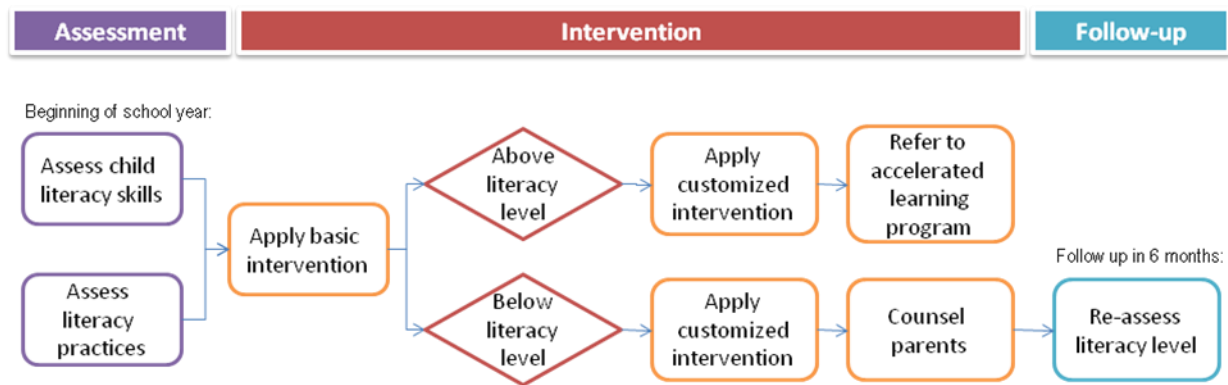 Assessment
Intervention
Follow-up
Beginning of school year:
Assess child
literacy skills
Assess
literacy
practices
Apply basic
intervention
Above
literacy
level
Apply
customized
intervention
Refer to
accelerated
learning
program
Below
literacy
level
Apply
customized
intervention
Counsel
parents
Follow up in 6 months:
Re-assess
literacy level